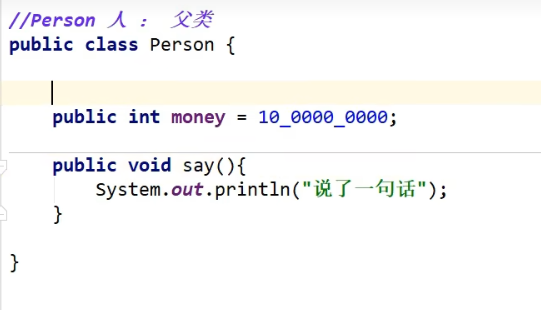 //Person 人 ： 父类
public class Person {
public int money = 10_0000_0000;
public void say(){
System.out.println("说了一句话");
}
}